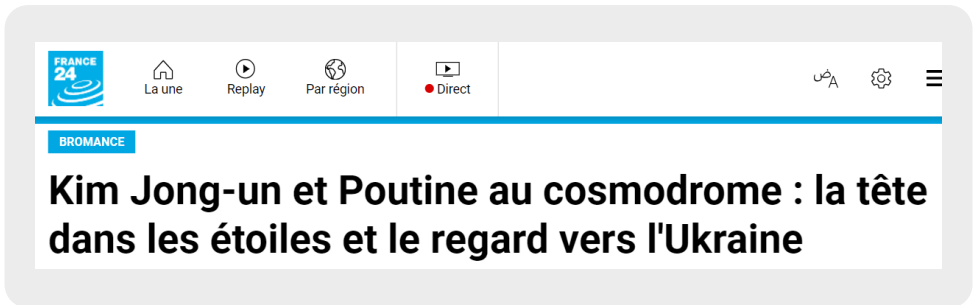 FRANCE
24
La une
Replay
Par région
Direct
ضA
BROMANCE
Kim Jong-un et Poutine au cosmodrome : la tête
dans les étoiles et le regard vers l'Ukraine